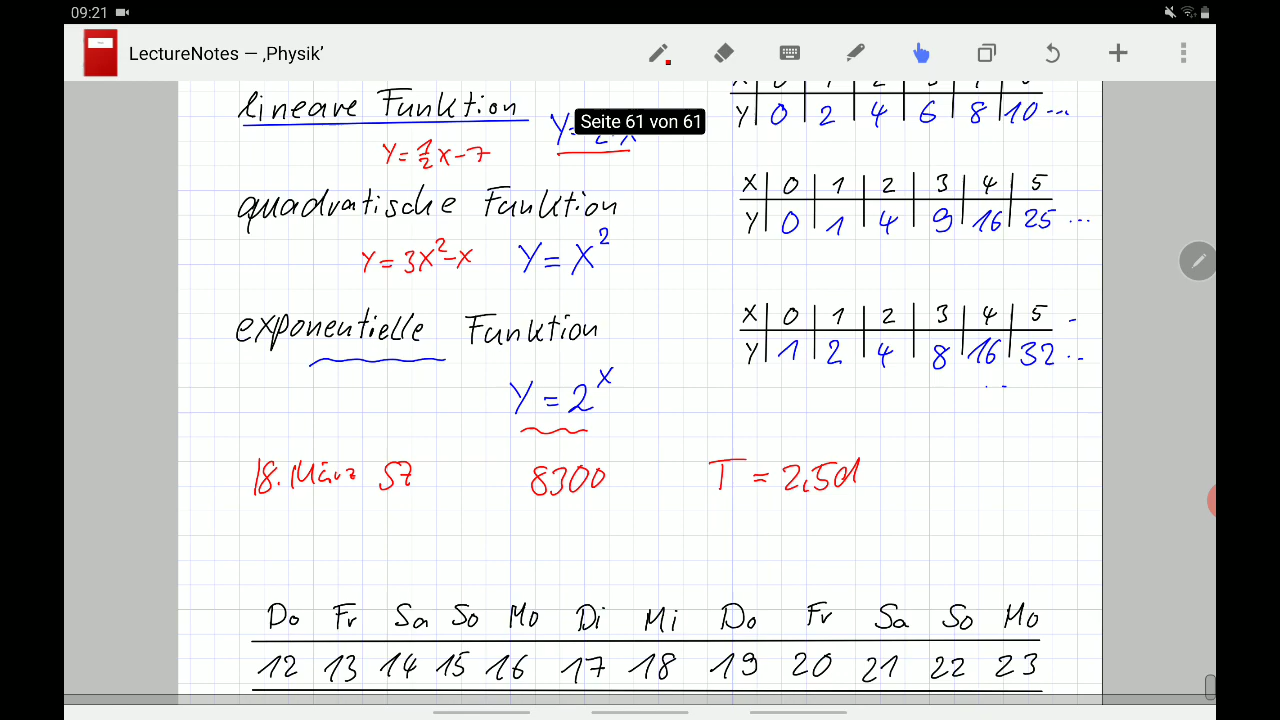 09:21
LectureNotes — ‚Physik‘
lineare Funktion
Seite 61 von 61
Y 0 2 4 6 8 10 ...
Y = 1/2 x - 7
quadratische Funktion
X 0 1 2 3 4 5
Y 0 1 4 9 16 25 ...
Y = 3X² - X Y = X²
exponentielle Funktion
X 0 1 2 3 4 5
Y 1 2 4 8 16 32 ...
Y = 2^X
18. März SZ 8300 T = 2,5d
Do Fr Sa So Mo Di Mi Do Fr Sa So Mo
12 13 14 15 16 17 18 19 20 21 22 23